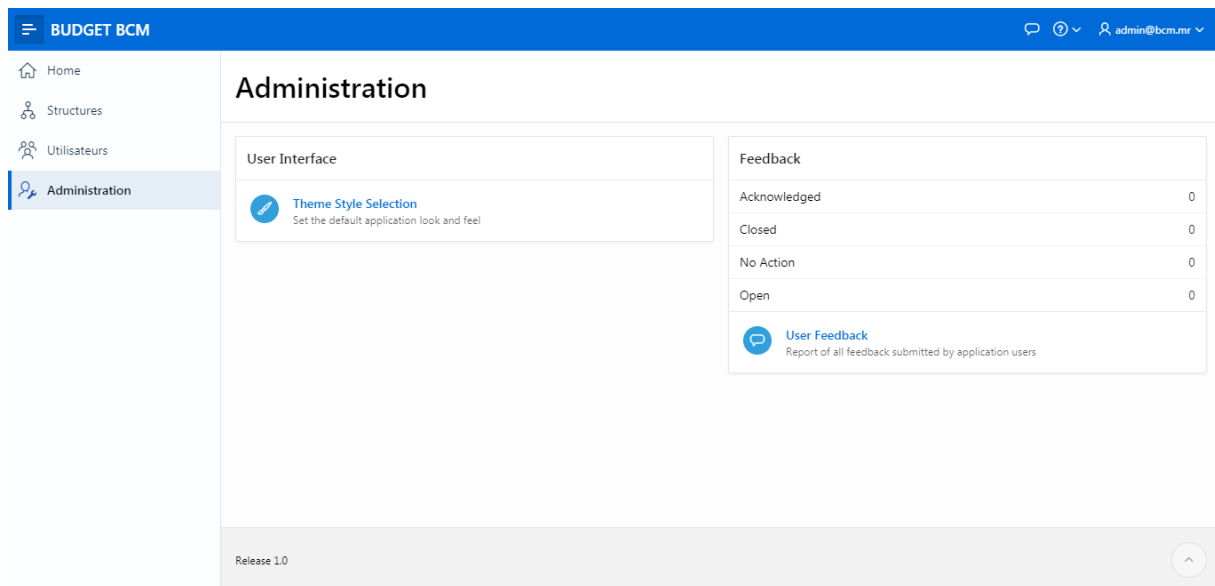 BUDGET BCM
admin@bcm.mr
Home
Structures
Utilisateurs
Administration
Administration
User Interface
Theme Style Selection
Set the default application look and feel
Feedback
Acknowledged 0
Closed 0
No Action 0
Open 0
User Feedback
Report of all feedback submitted by application users
Release 1.0